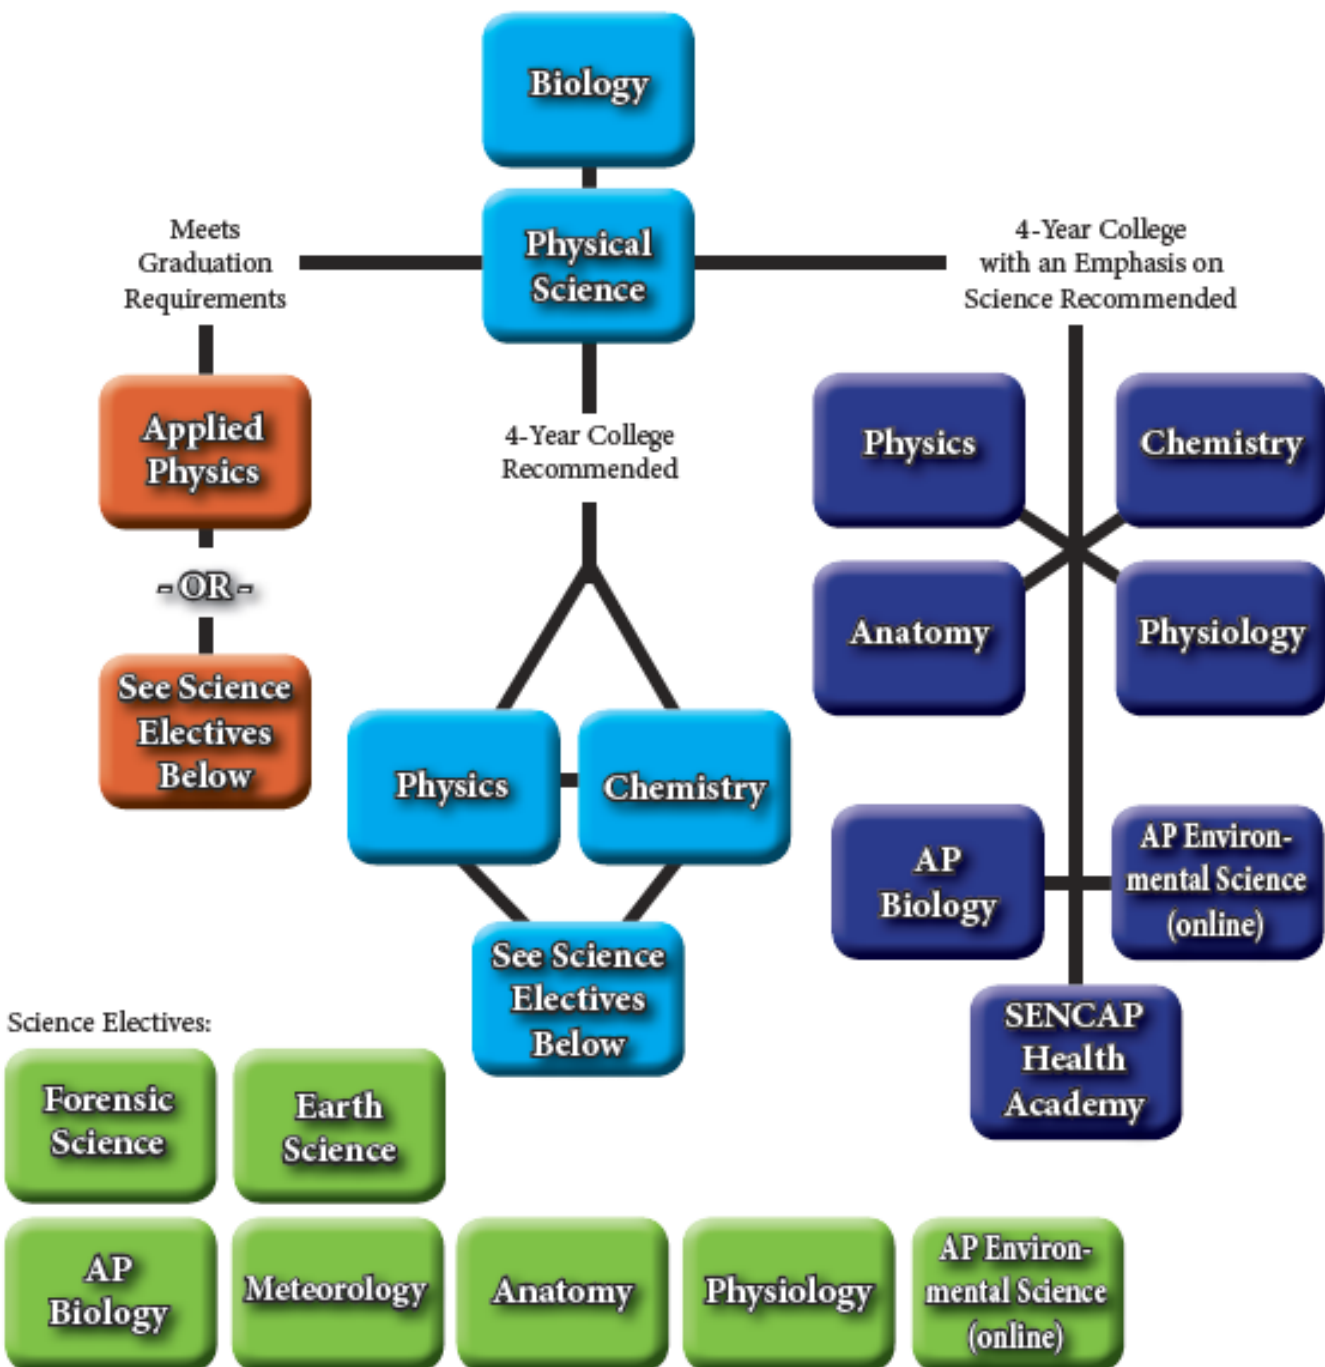 Biology
Physical
Science
Meets
Graduation
Requirements
4-Year College
with an Emphasis on
Science Recommended
Applied
Physics
- OR -
See Science
Electives
Below
4-Year College
Recommended
Physics
Chemistry
See Science
Electives
Below
Physics
Chemistry
Anatomy
Physiology
AP
Biology
AP Environ-
mental Science
(online)
SENCAP
Health
Academy
Science Electives:
Forensic
Science
Earth
Science
AP
Biology
Meteorology
Anatomy
Physiology
AP Environ-
mental Science
(online)